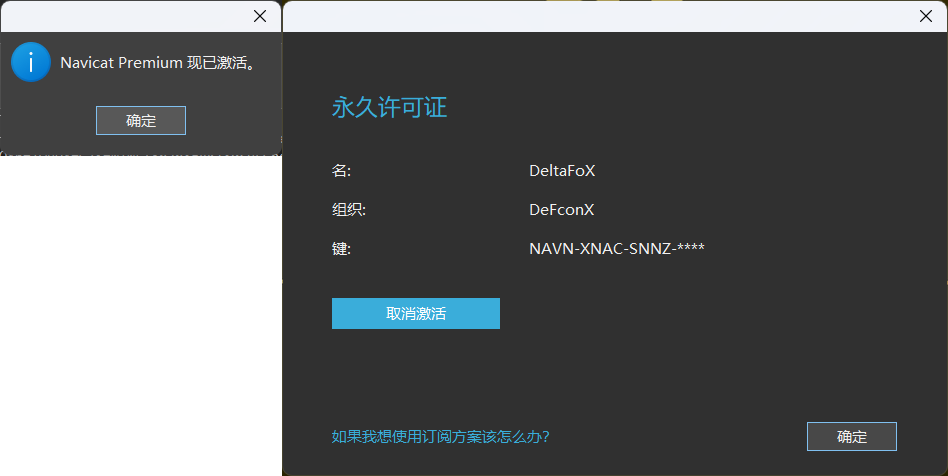 Navicat Premium 现已激活。
确定
永久许可证
名: DeltaFoX
组织: DeFconX
键: NAVN-XNAC-SNNZ-****
取消激活
如果我想使用订阅方案该怎么办?
确定